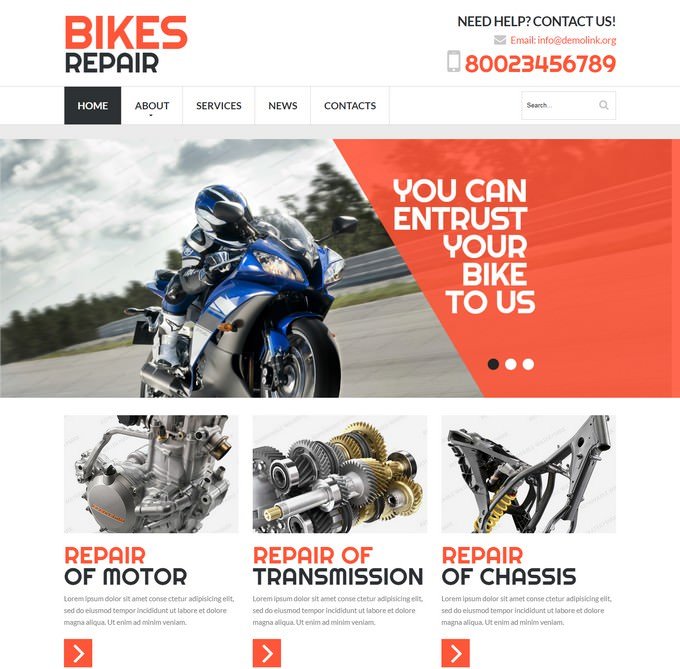 BIKES
REPAIR
NEED HELP? CONTACT US!
Email: info@demolink.org
80023456789
HOME ABOUT SERVICES NEWS CONTACTS Search...
YOU CAN
ENTRUST
YOUR
BIKE
TO US
REPAIR
OF MOTOR
Lorem ipsum dolor sit amet conse ctetur adipisicing elit,
sed do eiusmod tempor incididunt ut labore et dolore
magna aliqua. Ut enim ad minim veniam.
REPAIR OF
TRANSMISSION
Lorem ipsum dolor sit amet conse ctetur adipisicing elit,
sed do eiusmod tempor incididunt ut labore et dolore
magna aliqua. Ut enim ad minim veniam.
REPAIR
OF CHASSIS
Lorem ipsum dolor sit amet conse ctetur adipisicing elit,
sed do eiusmod tempor incididunt ut labore et dolore
magna aliqua. Ut enim ad minim veniam.